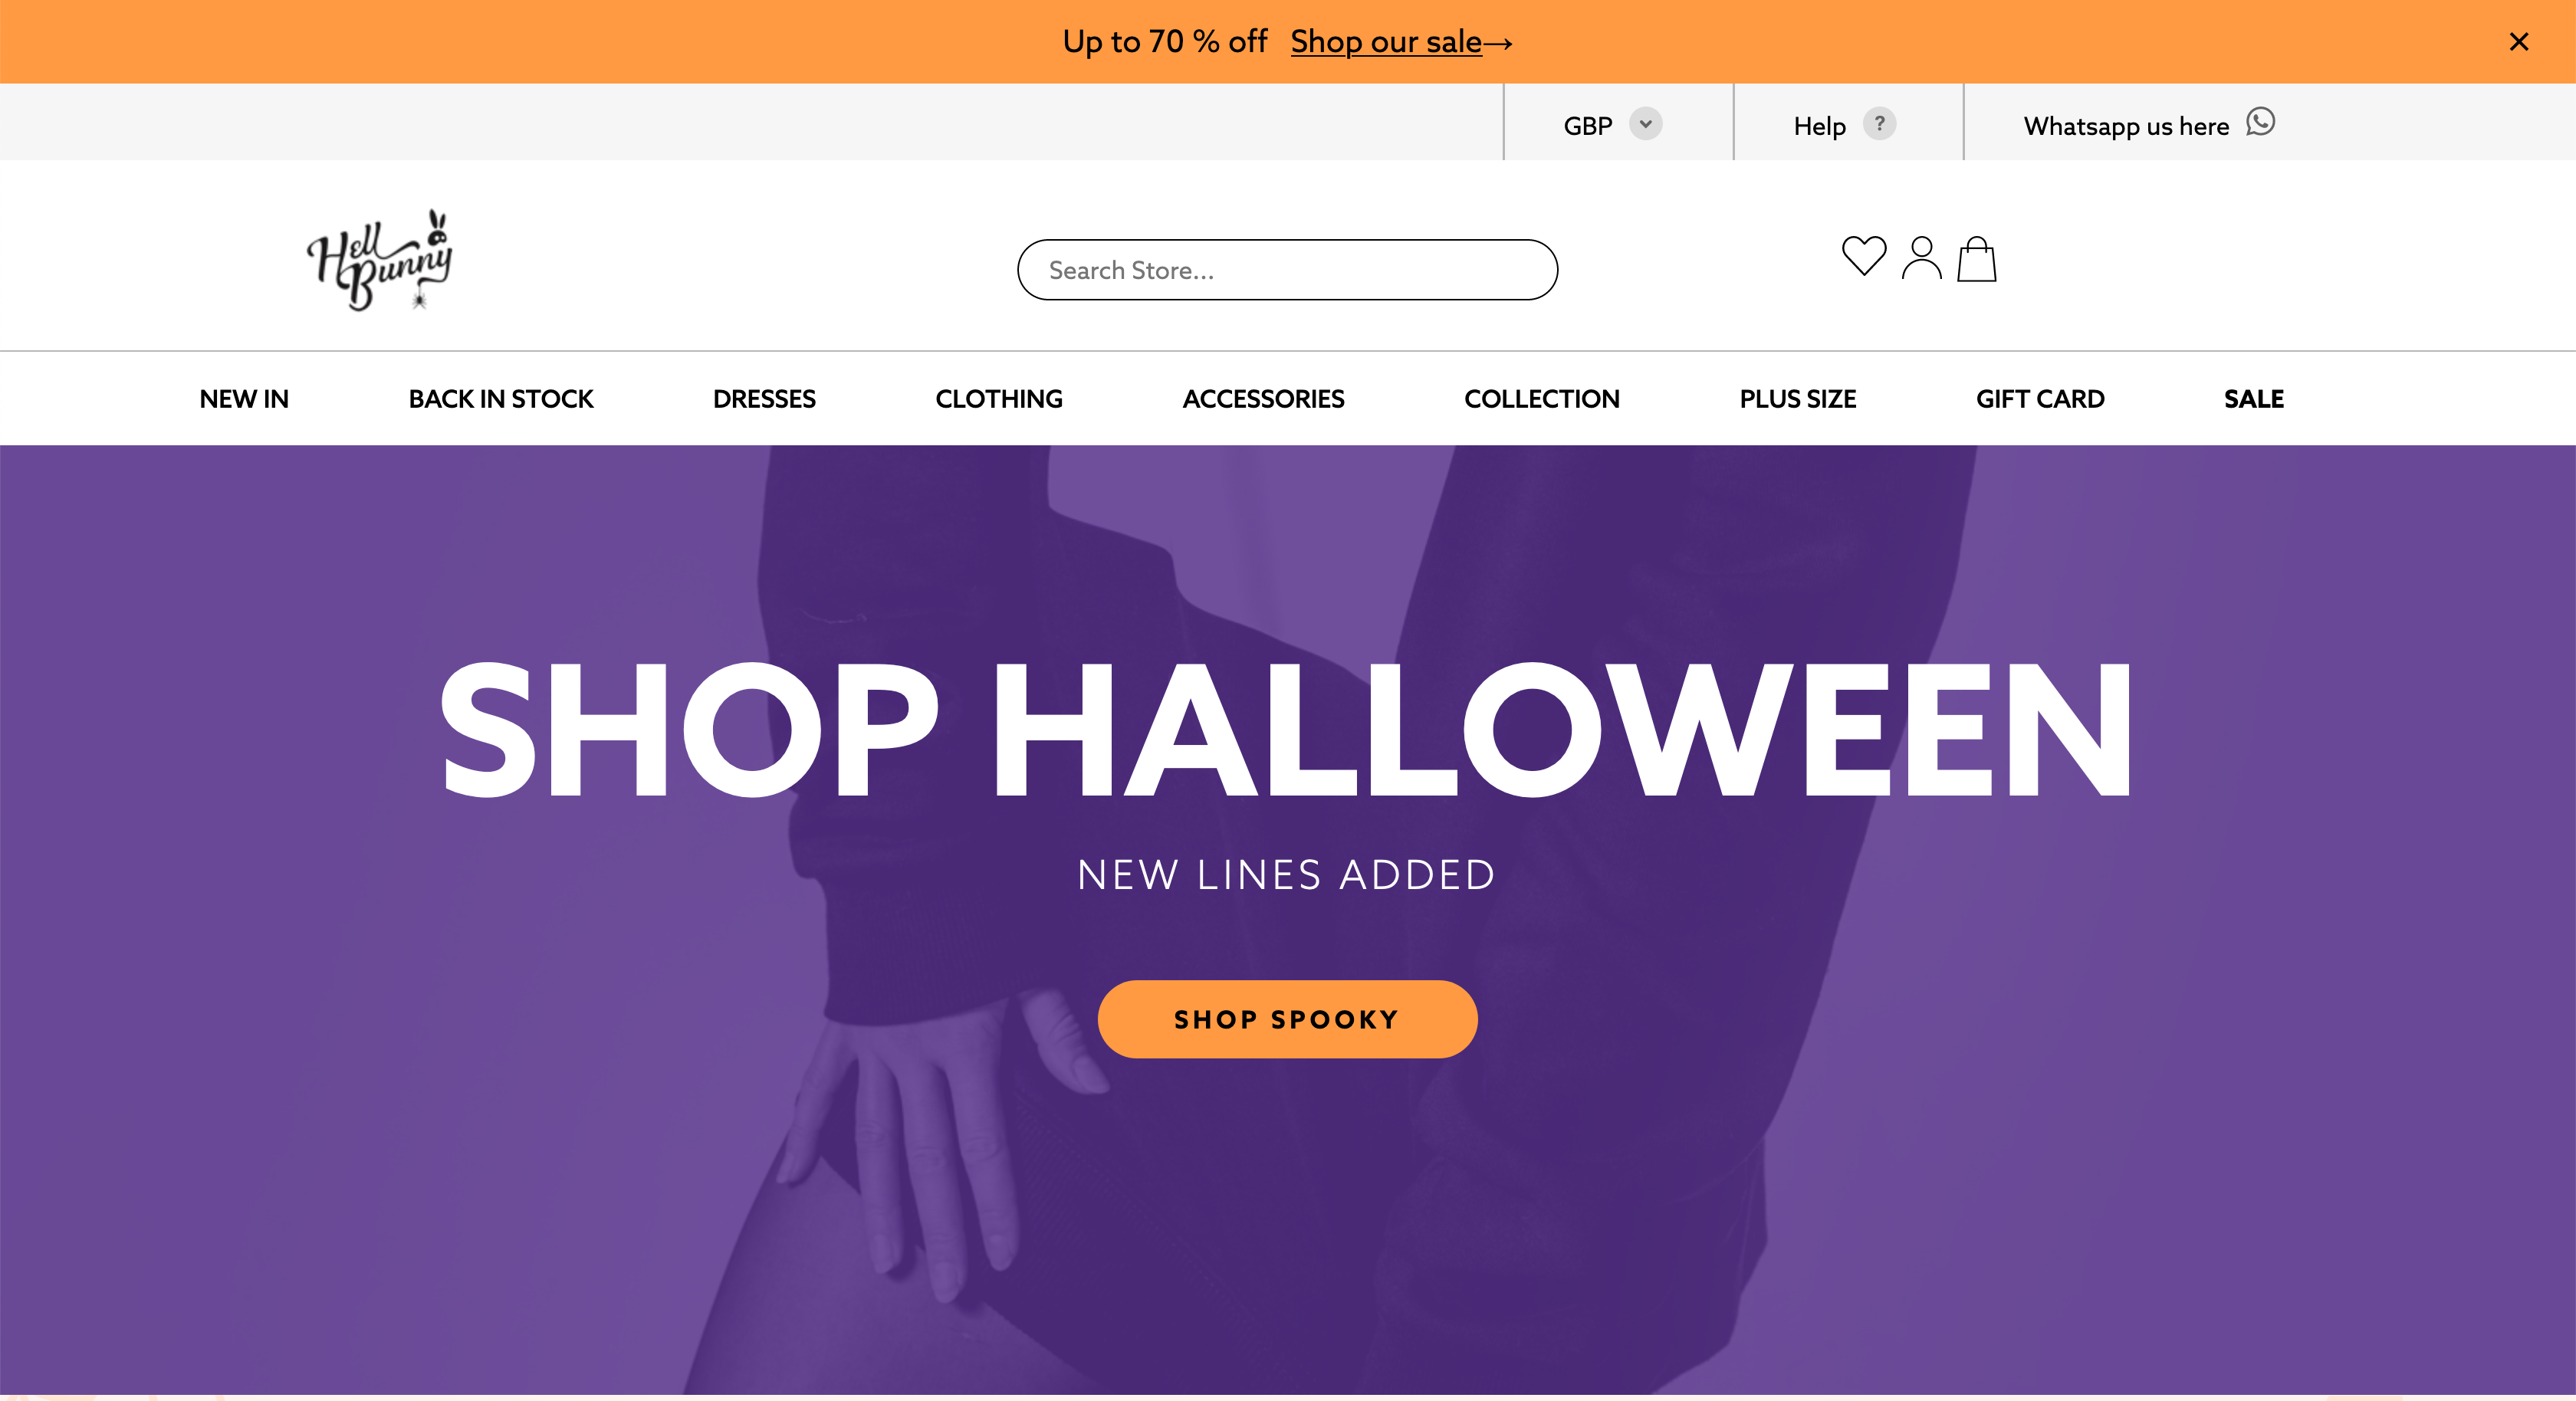 Up to 70 % off Shop our sale→
GBP
Help ?
Whatsapp us here
Hell Bunny
Search Store...
NEW IN
BACK IN STOCK
DRESSES
CLOTHING
ACCESSORIES
COLLECTION
PLUS SIZE
GIFT CARD
SALE
SHOP HALLOWEEN
NEW LINES ADDED
SHOP SPOOKY